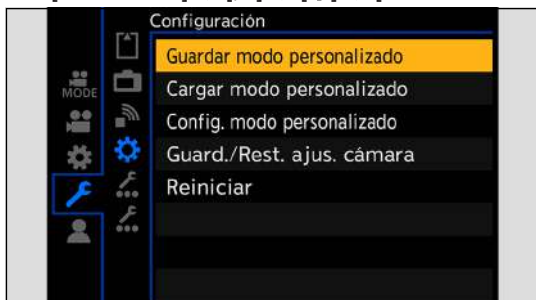 Configuración
Guardar modo personalizado
Cargar modo personalizado
MODE
Config. modo personalizado
Guard./Rest. ajus. cámara
Reiniciar